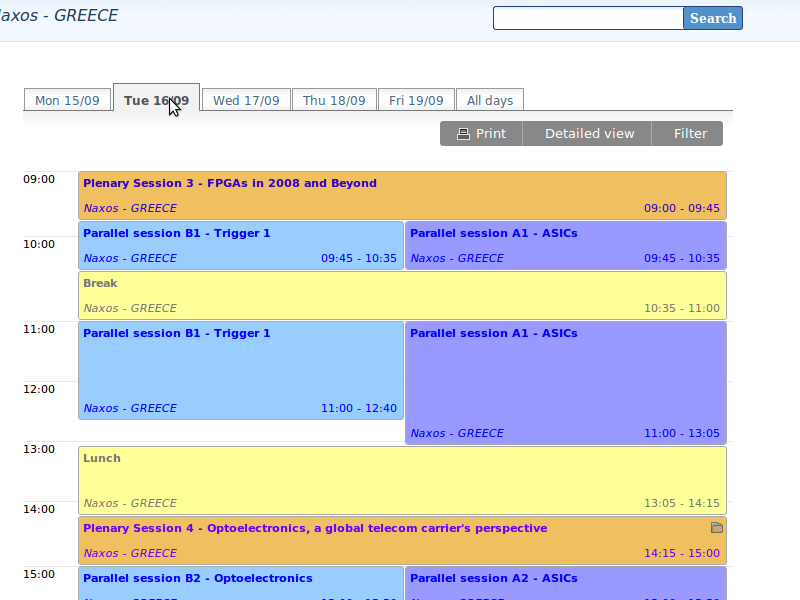 Naxos - GREECE
Search
Mon 15/09
Tue 16/09
Wed 17/09
Thu 18/09
Fri 19/09
All days
Print
Detailed view
Filter
09:00
Plenary Session 3 - FPGAs in 2008 and Beyond
Naxos - GREECE 09:00 - 09:45
Parallel session B1 - Trigger 1
Naxos - GREECE 09:45 - 10:35
Parallel session A1 - ASICs
Naxos - GREECE 09:45 - 10:35
10:00
Break
Naxos - GREECE 10:35 - 11:00
11:00
Parallel session B1 - Trigger 1
Naxos - GREECE 11:00 - 12:40
Parallel session A1 - ASICs
Naxos - GREECE 11:00 - 13:05
12:00
13:00
Lunch
Naxos - GREECE 13:05 - 14:15
14:00
Plenary Session 4 - Optoelectronics, a global telecom carrier's perspective
Naxos - GREECE 14:15 - 15:00
15:00
Parallel session B2 - Optoelectronics
Parallel session A2 - ASICs